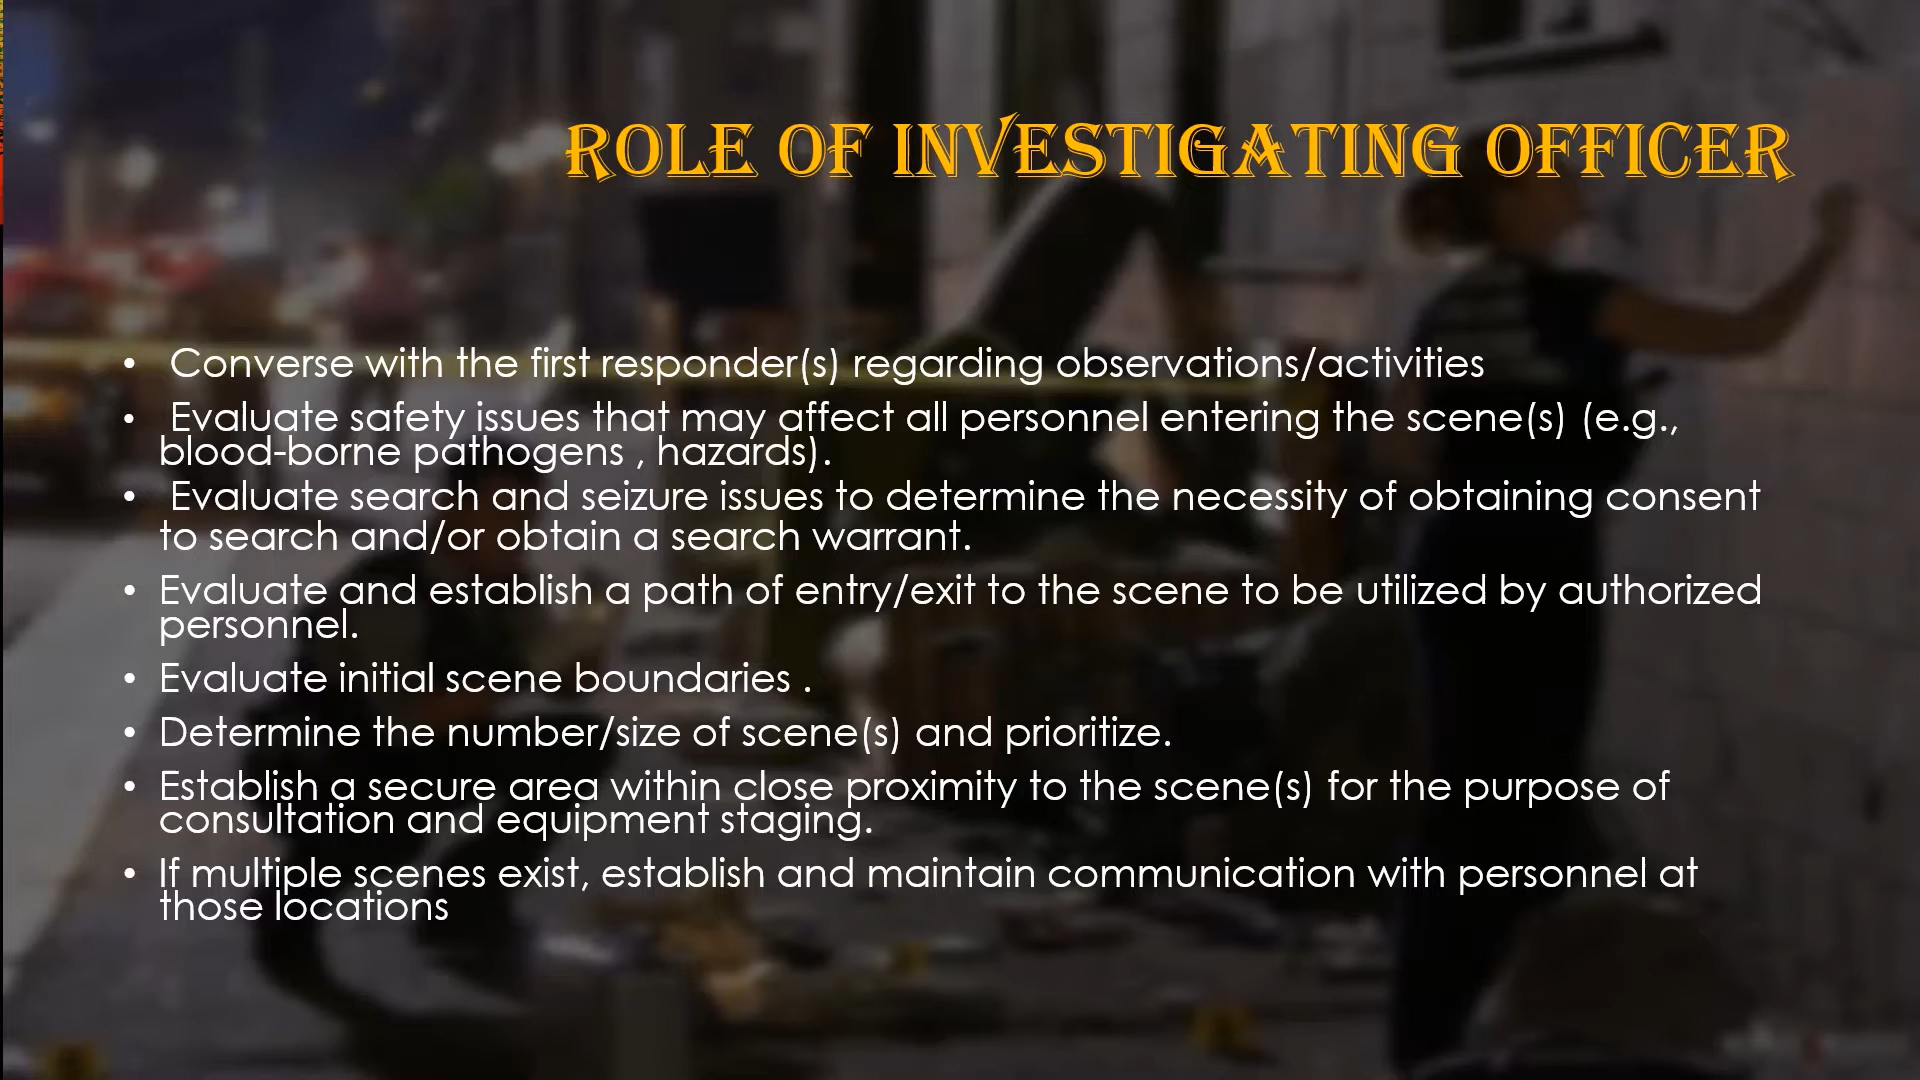 ROLE OF INVESTIGATING OFFICER
• Converse with the first responder(s) regarding observations/activities
• Evaluate safety issues that may affect all personnel entering the scene(s) (e.g.,
blood-borne pathogens , hazards).
• Evaluate search and seizure issues to determine the necessity of obtaining consent
to search and/or obtain a search warrant.
• Evaluate and establish a path of entry/exit to the scene to be utilized by authorized
personnel.
• Evaluate initial scene boundaries .
• Determine the number/size of scene(s) and prioritize.
• Establish a secure area within close proximity to the scene(s) for the purpose of
consultation and equipment staging.
• If multiple scenes exist, establish and maintain communication with personnel at
those locations